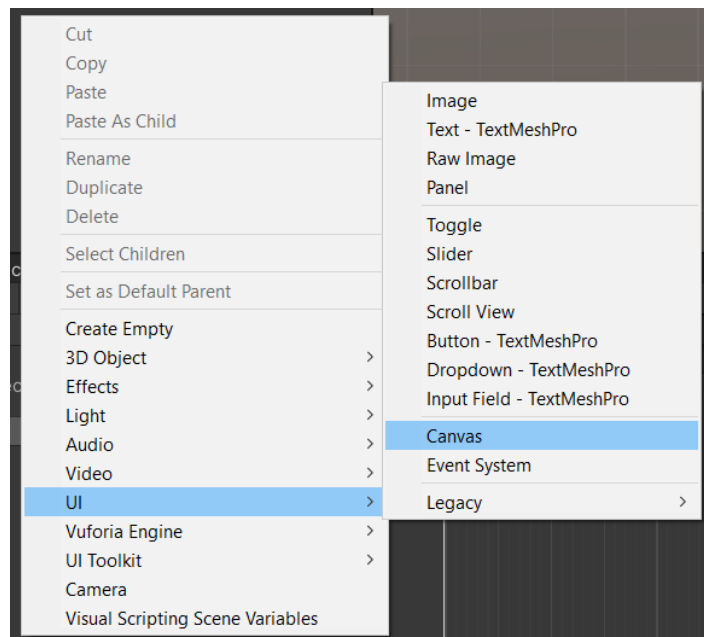 Cut
Copy
Paste
Paste As Child
Rename
Duplicate
Delete
Select Children
Set as Default Parent
Create Empty
3D Object
Effects
Light
Audio
Video
UI
Vuforia Engine
UI Toolkit
Camera
Visual Scripting Scene Variables
Image
Text - TextMeshPro
Raw Image
Panel
Toggle
Slider
Scrollbar
Scroll View
Button - TextMeshPro
Dropdown - TextMeshPro
Input Field - TextMeshPro
Canvas
Event System
Legacy